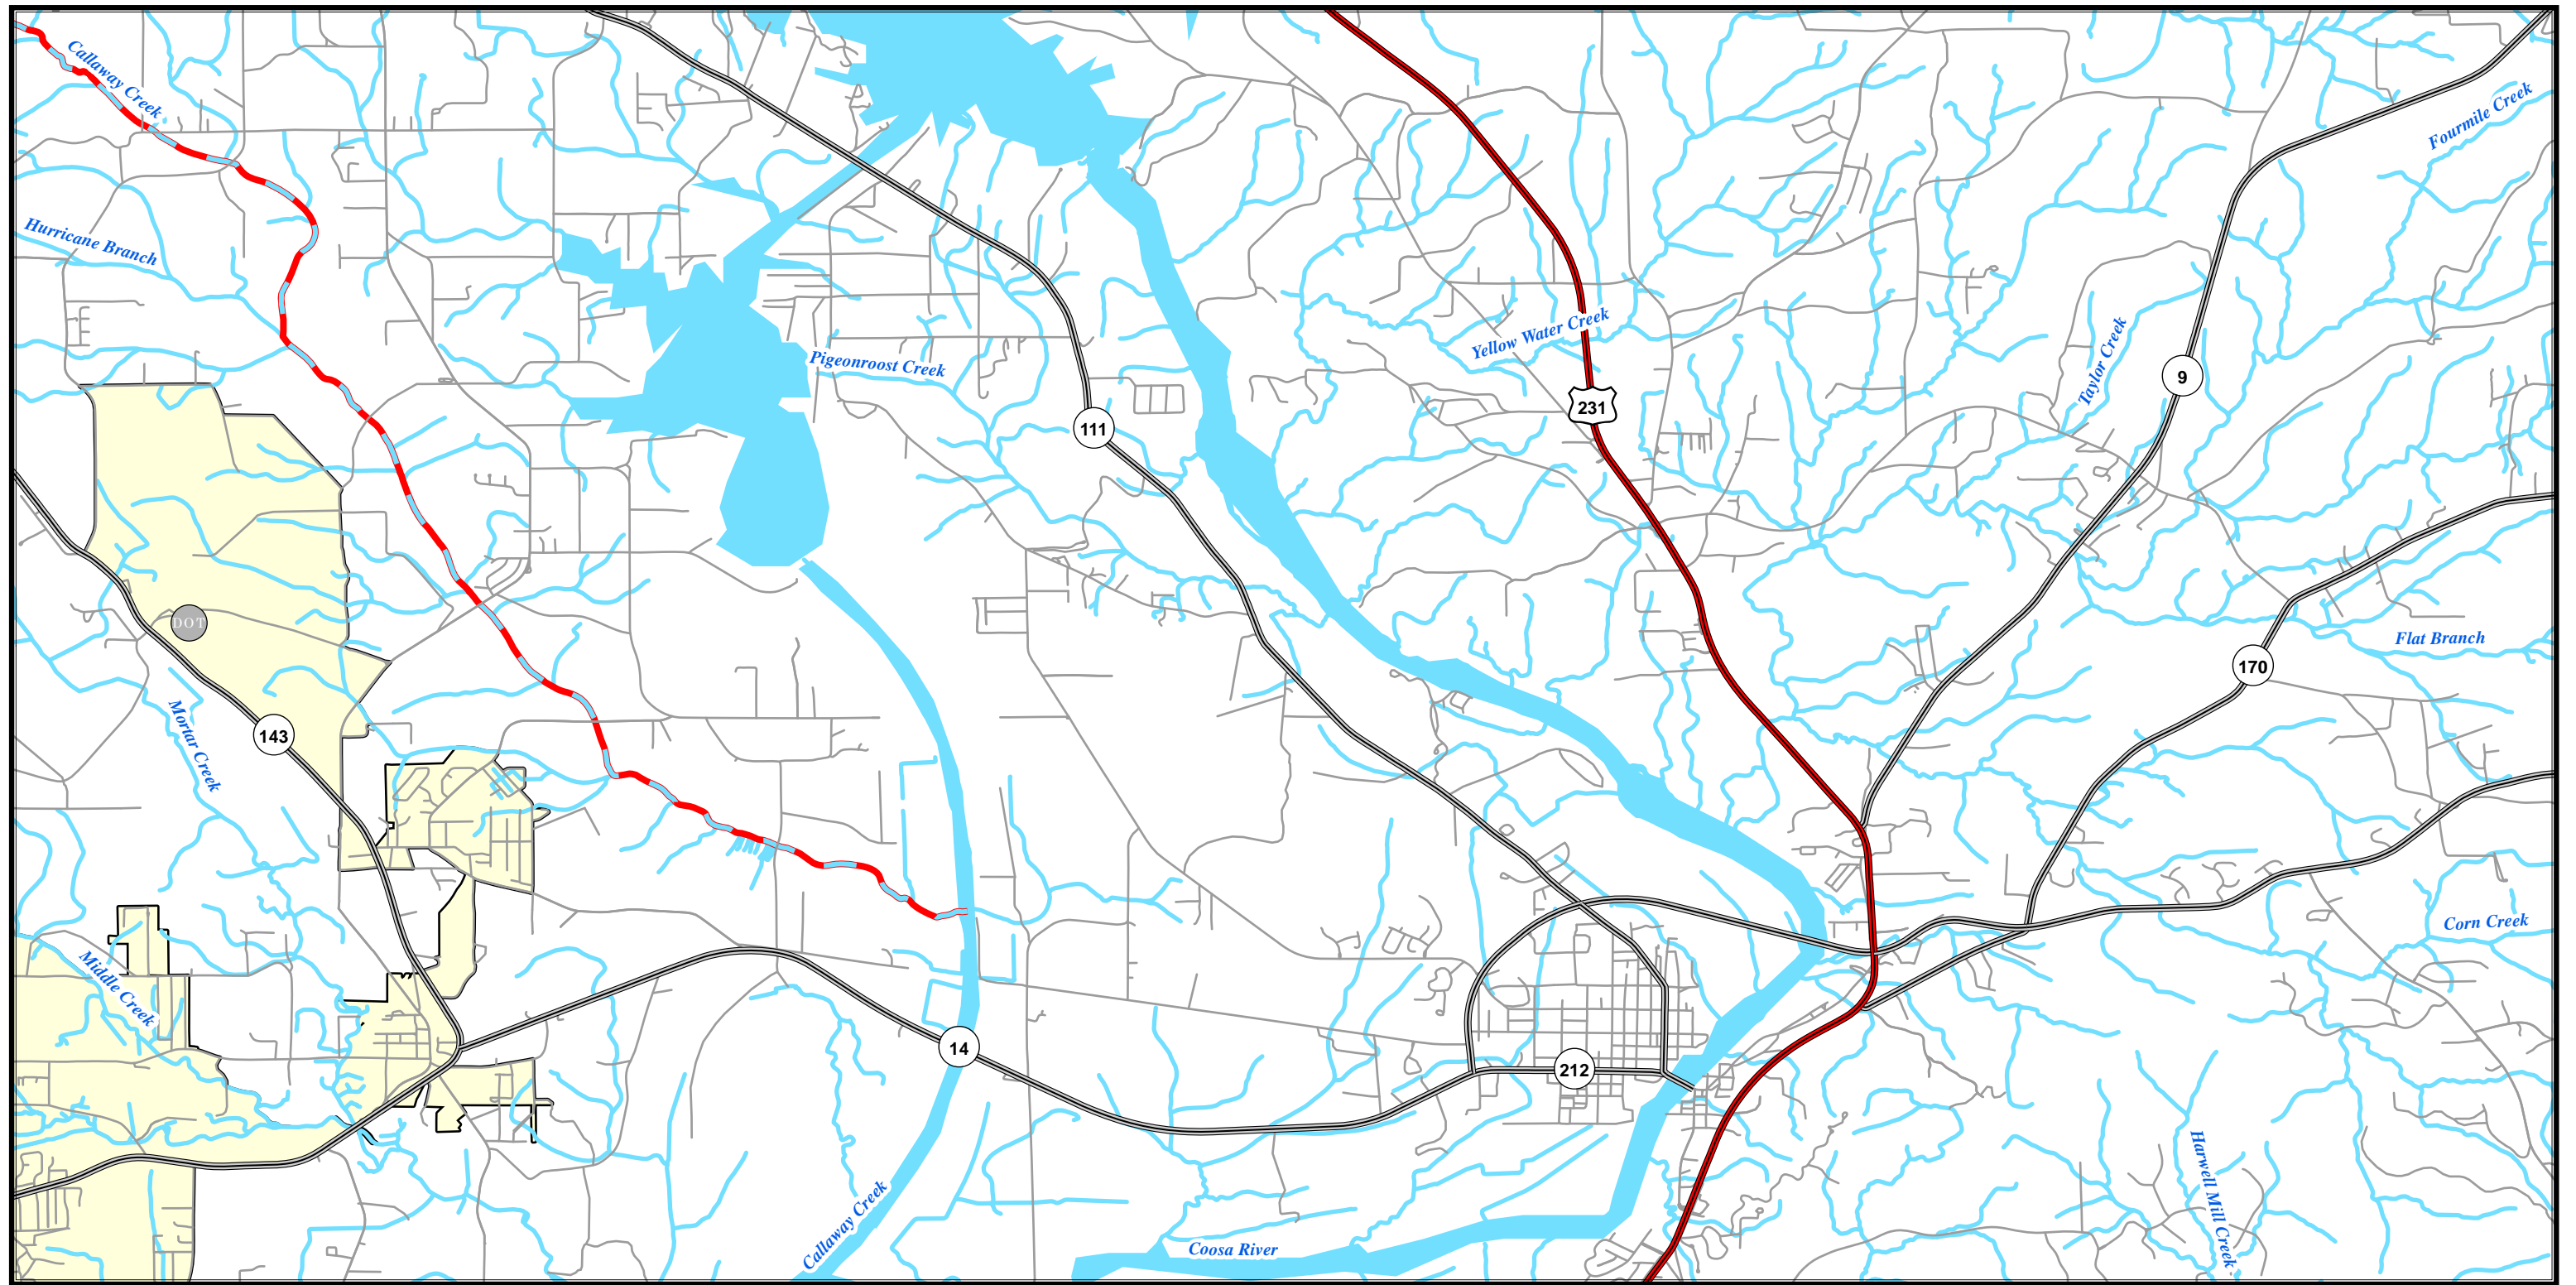 Callaway Creek
Fourmile Creek
Hurricane Branch
Yellow Water Creek
Pigeonroost Creek
Taylor Creek
9
231
111
DOT
Flat Branch
170
Mortar Creek
143
Corn Creek
Middle Creek
14
212
Harwell Mill Creek
Callaway Creek
Coosa River